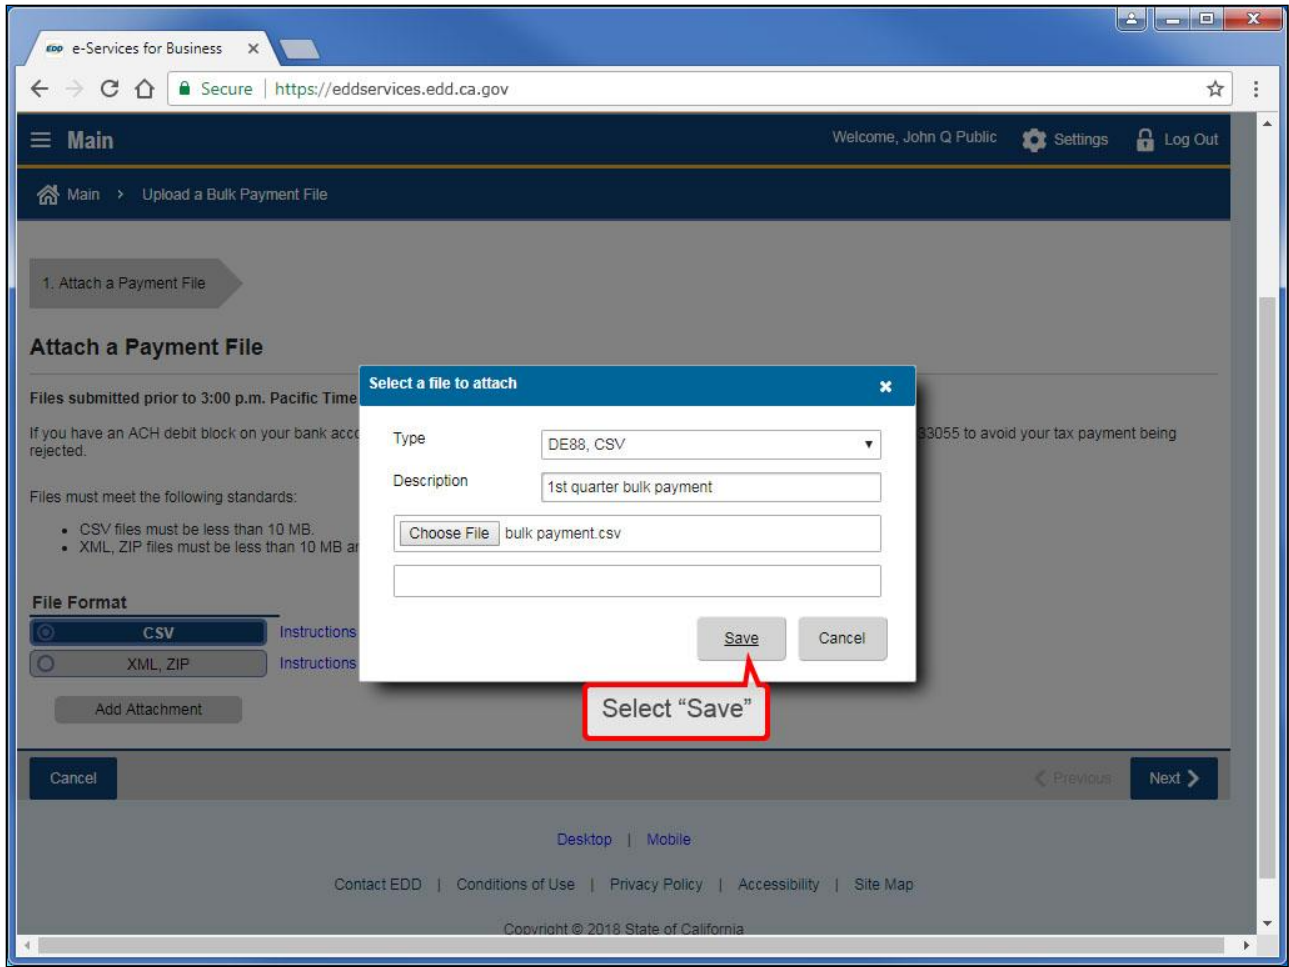 EDD e-Services for Business
Secure | https://eddservices.edd.ca.gov
Main
Welcome, John Q Public Settings Log Out
Main > Upload a Bulk Payment File
1. Attach a Payment File
Attach a Payment File
Files submitted prior to 3:00 p.m. Pacific Time
If you have an ACH debit block on your bank acc 33055 to avoid your tax payment being
rejected.
Files must meet the following standards:
• CSV files must be less than 10 MB.
• XML, ZIP files must be less than 10 MB
File Format
CSV Instructions
XML, ZIP Instructions
Add Attachment
Select a file to attach
Type DE88, CSV
Description 1st quarter bulk payment
Choose File bulk payment.csv
Save Cancel
Select “Save”
Cancel Previous Next
Desktop | Mobile
Contact EDD | Conditions of Use | Privacy Policy | Accessibility | Site Map
Copyright © 2018 State of California